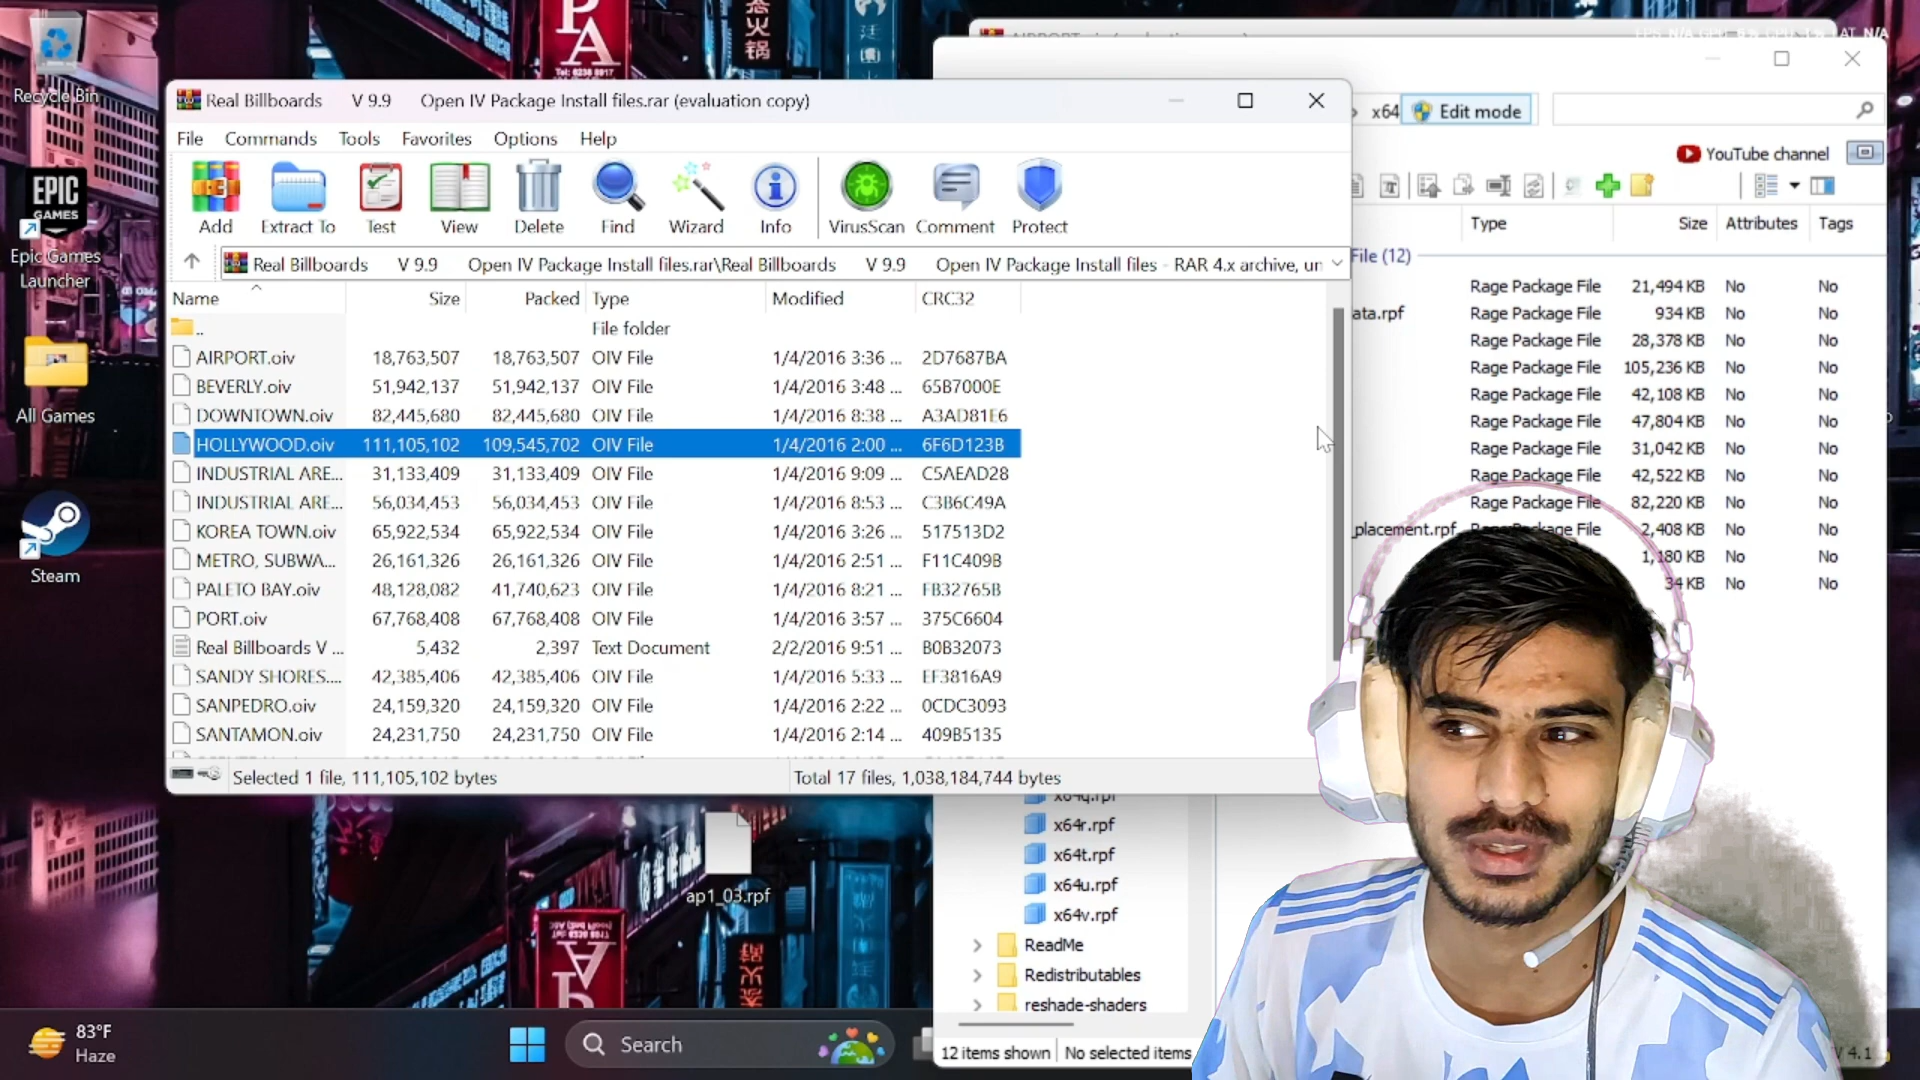 Recycle Bin
EPIC
GAMES
Epic Games
Launcher
All Games
Steam
PA
Tel: 0238 8917
火
锅
Real Billboards V 9.9 Open IV Package Install files.rar (evaluation copy)
File Commands Tools Favorites Options Help
Add Extract To Test View Delete Find Wizard Info VirusScan Comment Protect
Real Billboards V 9.9 Open IV Package Install files.rar\Real Billboards V 9.9 Open IV Package Install files - RAR 4.x archive, un
Name Size Packed Type Modified CRC32
.. File folder
AIRPORT.oiv 18,763,507 18,763,507 OIV File 1/4/2016 3:36 ... 2D7687BA
BEVERLY.oiv 51,942,137 51,942,137 OIV File 1/4/2016 3:48 ... 65B7000E
DOWNTOWN.oiv 82,445,680 82,445,680 OIV File 1/4/2016 8:38 ... A3AD81E6
HOLLYWOOD.oiv 111,105,102 109,545,702 OIV File 1/4/2016 2:00 ... 6F6D123B
INDUSTRIAL ARE... 31,133,409 31,133,409 OIV File 1/4/2016 9:09 ... C5AEAD28
INDUSTRIAL ARE... 56,034,453 56,034,453 OIV File 1/4/2016 8:53 ... C3B6C49A
KOREA TOWN.oiv 65,922,534 65,922,534 OIV File 1/4/2016 3:26 ... 517513D2
METRO, SUBWA... 26,161,326 26,161,326 OIV File 1/4/2016 2:51 ... F11C409B
PALETO BAY.oiv 48,128,082 41,740,623 OIV File 1/4/2016 8:21 ... FB32765B
PORT.oiv 67,768,408 67,768,408 OIV File 1/4/2016 3:57 ... 375C6604
Real Billboards V ... 5,432 2,397 Text Document 2/2/2016 9:51 ... B0B32073
SANDY SHORES.... 42,385,406 42,385,406 OIV File 1/4/2016 5:33 ... EF3816A9
SANPEDRO.oiv 24,159,320 24,159,320 OIV File 1/4/2016 2:22 ... 0CDC3093
SANTAMON.oiv 24,231,750 24,231,750 OIV File 1/4/2016 2:14 ... 409B5135
Selected 1 file, 111,105,102 bytes Total 17 files, 1,038,184,744 bytes
x64 Edit mode
YouTube channel
Type Size Attributes Tags
File (12)
Rage Package File 21,494 KB No No
ata.rpf Rage Package File 934 KB No No
Rage Package File 28,378 KB No No
Rage Package File 105,236 KB No No
Rage Package File 42,108 KB No No
Rage Package File 47,804 KB No No
Rage Package File 31,042 KB No No
Rage Package File 42,522 KB No No
Rage Package File 82,220 KB No No
_placement.rpf Rage Package File 2,408 KB No No
1,180 KB No No
34 KB No No
x64q.rpf
x64r.rpf
x64t.rpf
x64u.rpf
x64v.rpf
ReadMe
Redistributables
reshade-shaders
12 items shown No selected items
V 4.1
ap1_03.rpf
83°F
Haze
Search